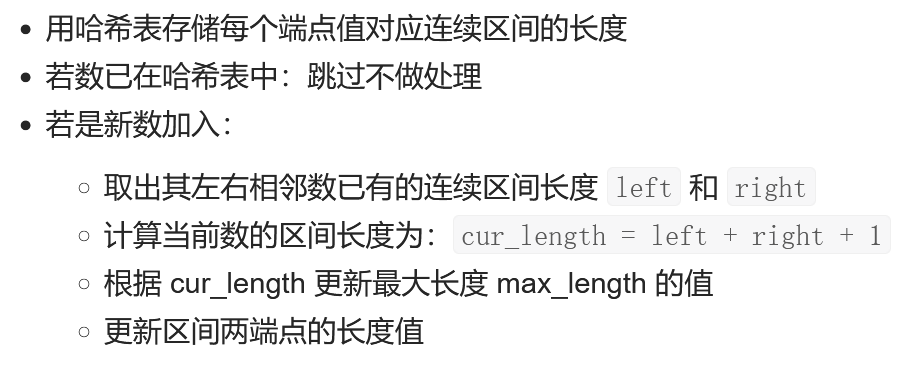 用哈希表存储每个端点值对应连续区间的长度
若数已在哈希表中：跳过不做处理
若是新数加入：
取出其左右相邻数已有的连续区间长度 left 和 right
计算当前数的区间长度为：cur_length = left + right + 1
根据 cur_length 更新最大长度 max_length 的值
更新区间两端点的长度值